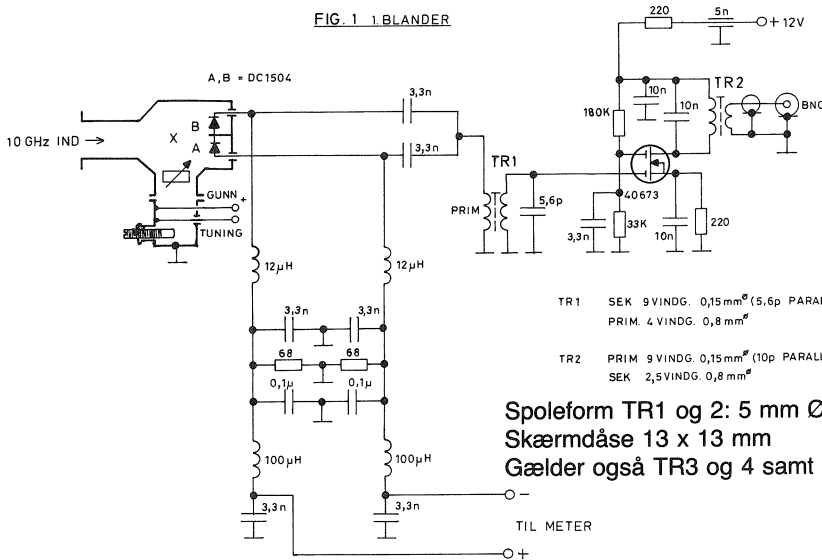 FIG. 1 1. BLANDER
220
5n
+ 12V
A, B = DC1504
3,3n
10n
10n
TR2
BNC
180K
10 GHz IND →
B
A
X
3,3n
TR1
GUNN
+
TUNING
PRIM
5,6p
40673
3,3n
33K
10n
220
12µH
12µH
3,3n
3,3n
68
68
0,1µ
0,1µ
TR1 SEK 9 VINDG. 0,15 mm ø (5,6p PARAL
PRIM. 4 VINDG. 0,8 mm ø
TR2 PRIM 9 VINDG. 0,15 mm ø (10p PARALE
SEK 2,5 VINDG. 0,8 mm ø
Spoleform TR1 og 2: 5 mm Ø
Skærmdåse 13 x 13 mm
Gælder også TR3 og 4 samt
100µH
100µH
3,3n
3,3n
−
TIL METER
+